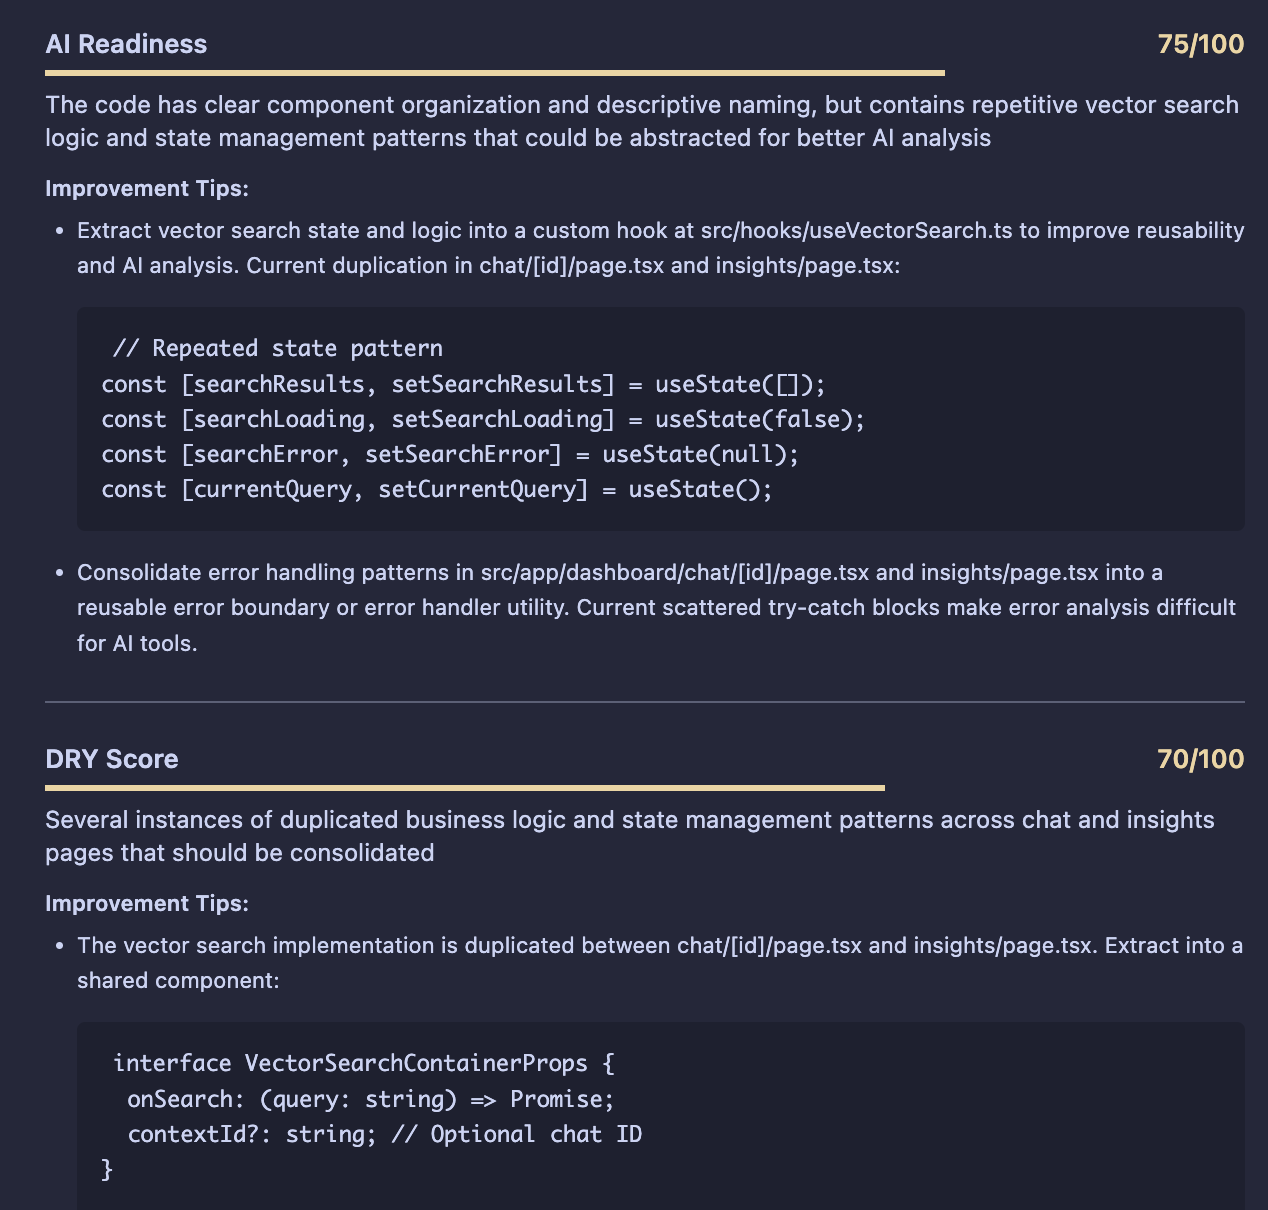 AI Readiness
75/100
The code has clear component organization and descriptive naming, but contains repetitive vector search
logic and state management patterns that could be abstracted for better AI analysis
Improvement Tips:
• Extract vector search state and logic into a custom hook at src/hooks/useVectorSearch.ts to improve reusability
and AI analysis. Current duplication in chat/[id]/page.tsx and insights/page.tsx:
// Repeated state pattern
const [searchResults, setSearchResults] = useState([]);
const [searchLoading, setSearchLoading] = useState(false);
const [searchError, setSearchError] = useState(null);
const [currentQuery, setCurrentQuery] = useState();
• Consolidate error handling patterns in src/app/dashboard/chat/[id]/page.tsx and insights/page.tsx into a
reusable error boundary or error handler utility. Current scattered try-catch blocks make error analysis difficult
for AI tools.
DRY Score
70/100
Several instances of duplicated business logic and state management patterns across chat and insights
pages that should be consolidated
Improvement Tips:
• The vector search implementation is duplicated between chat/[id]/page.tsx and insights/page.tsx. Extract into a
shared component:
interface VectorSearchContainerProps {
onSearch: (query: string) => Promise;
contextId?: string; // Optional chat ID
}